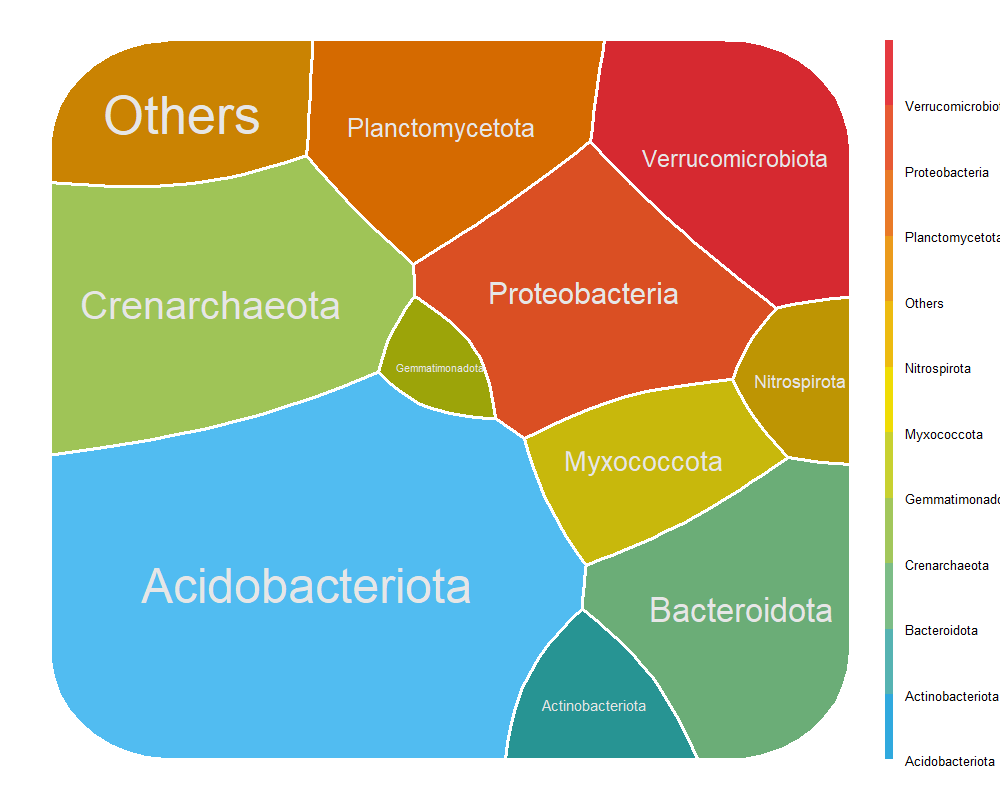 Others
Planctomycetota
Verrucomicrobiota
Crenarchaeota
Proteobacteria
Gemmatimonadota
Nitrospirota
Myxococcota
Acidobacteriota
Bacteroidota
Actinobacteriota
Verrucomicrobiot
Proteobacteria
Planctomycetota
Others
Nitrospirota
Myxococcota
Gemmatimonado
Crenarchaeota
Bacteroidota
Actinobacteriota
Acidobacteriota